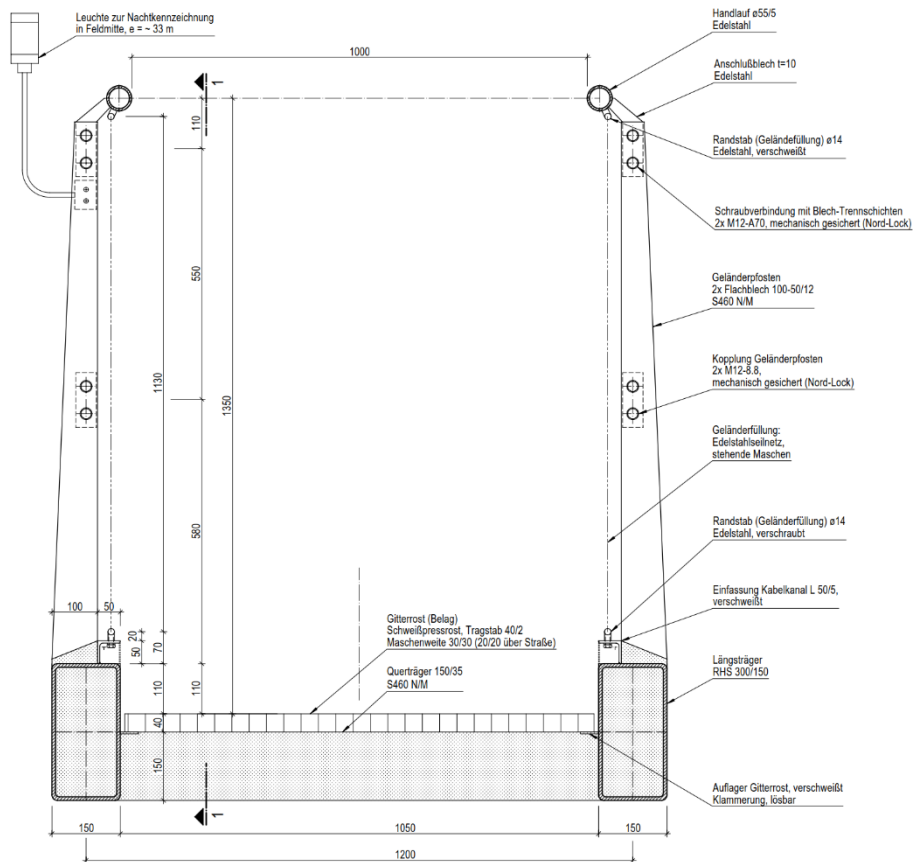 Leuchte zur Nachtkennzeichnung
in Feldmitte, e = ~ 33 m
Handlauf ø55/5
Edelstahl
1000
Anschlußblech t=10
Edelstahl
1
110
Randstab (Geländefüllung) ø14
Edelstahl, verschweißt
Schraubverbindung mit Blech-Trennschichten
2x M12-A70, mechanisch gesichert (Nord-Lock)
550
Geländerpfosten
2x Flachblech 100-50/12
S460 N/M
1130
1350
Kopplung Geländerpfosten
2x M12-8.8,
mechanisch gesichert (Nord-Lock)
Geländerfüllung:
Edelstahlseilnetz,
stehende Maschen
580
Randstab (Geländerfüllung) ø14
Edelstahl, verschraubt
100
50
20
50
70
Einfassung Kabelkanal L 50/5,
verschweißt
Gitterrost (Belag)
Schweißpressrost, Tragstab 40/2
Maschenweite 30/30 (20/20 über Straße)
Längsträger
RHS 300/150
110
110
Querträger 150/35
S460 N/M
40
150
Auflager Gitterrost, verschweißt
Klammerung, lösbar
1
150
1050
150
1200